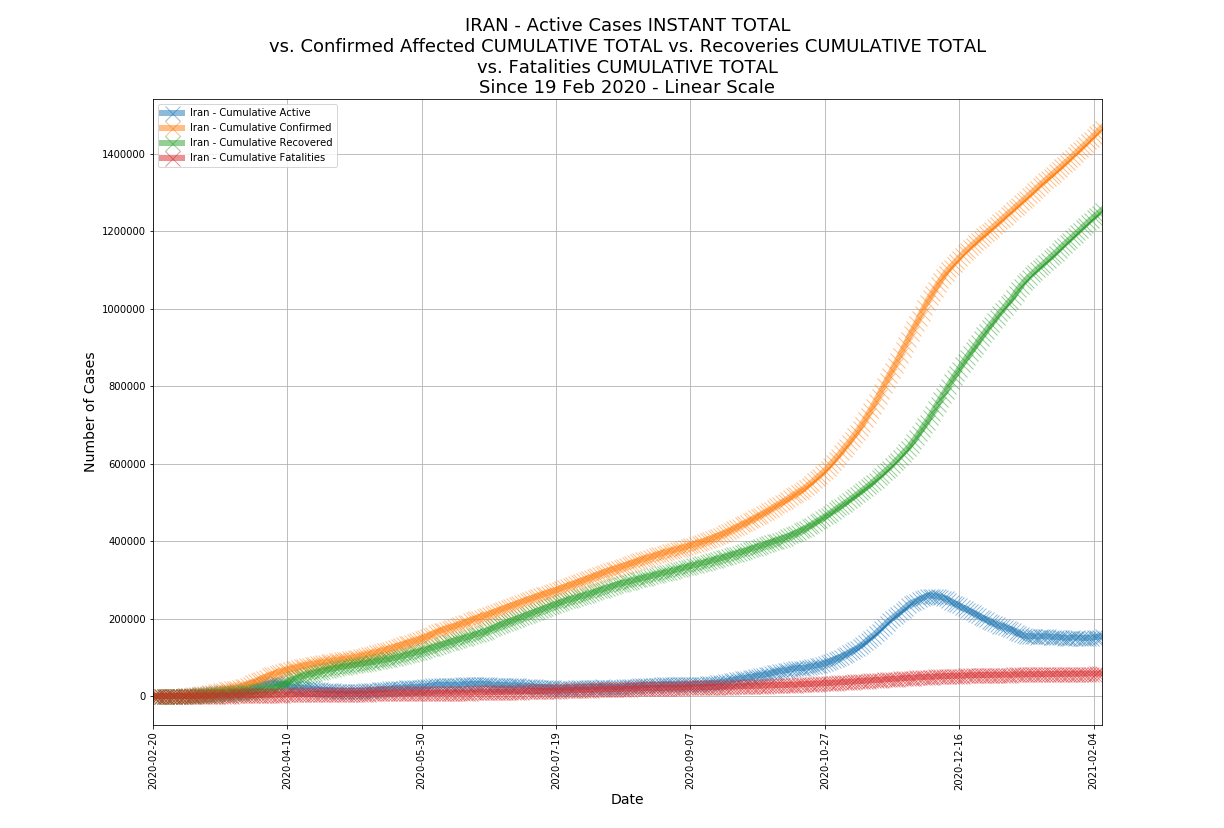 IRAN - Active Cases INSTANT TOTAL
vs. Confirmed Affected CUMULATIVE TOTAL vs. Recoveries CUMULATIVE TOTAL
vs. Fatalities CUMULATIVE TOTAL
Since 19 Feb 2020 - Linear Scale
Iran - Cumulative Active
Iran - Cumulative Confirmed
Iran - Cumulative Recovered
Iran - Cumulative Fatalities
Number of Cases
1400000
1200000
1000000
800000
600000
400000
200000
0
2020-02-20
2020-04-10
2020-05-30
2020-07-19
2020-09-07
2020-10-27
2020-12-16
2021-02-04
Date